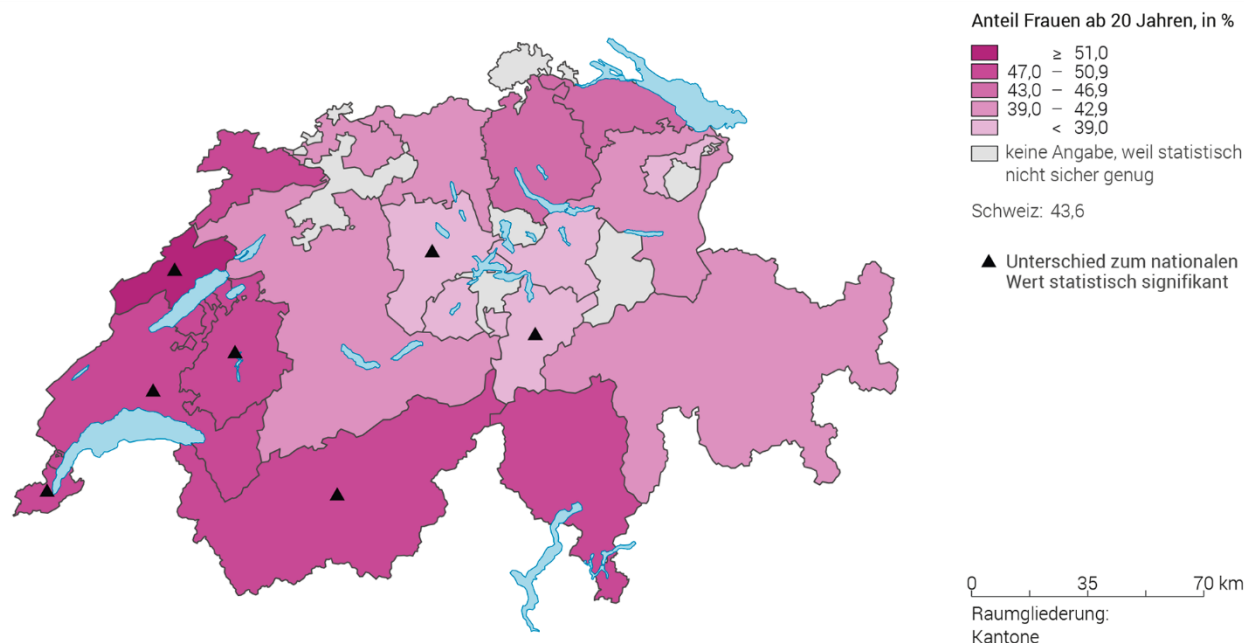 Anteil Frauen ab 20 Jahren, in %
≥ 51,0
47,0 – 50,9
43,0 – 46,9
39,0 – 42,9
< 39,0
keine Angabe, weil statistisch
nicht sicher genug
Schweiz: 43,6
▲ Unterschied zum nationalen
Wert statistisch signifikant
0 35 70 km
Raumgliederung:
Kantone